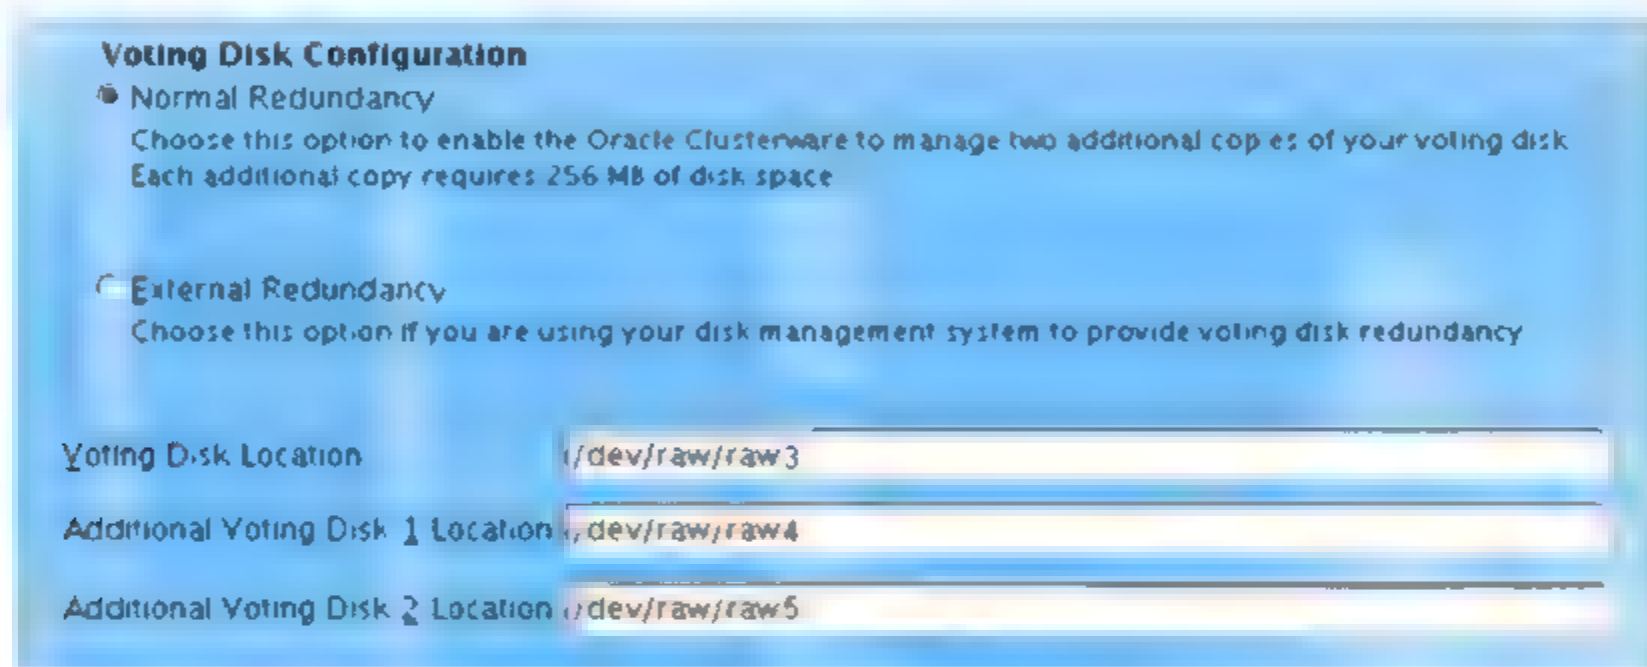 Voting Disk Configuration
Normal Redundancy
Choose this option to enable the Oracle Clusterware to manage two additional copies of your voting disk
Each additional copy requires 256 MB of disk space
External Redundancy
Choose this option if you are using your disk management system to provide voting disk redundancy
Voting Disk Location /dev/raw/raw3
Additional Voting Disk 1 Location /dev/raw/raw4
Additional Voting Disk 2 Location /dev/raw/raw5